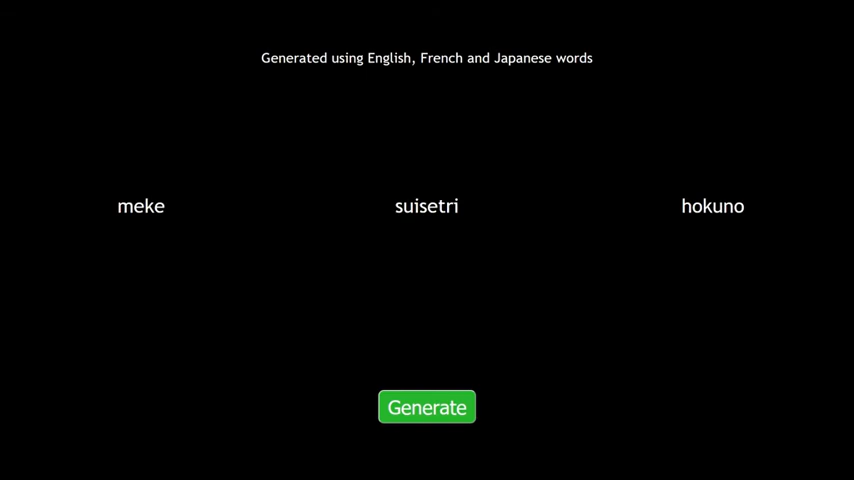 Generated using English, French and Japanese words
meke suisetri hokuno
Generate